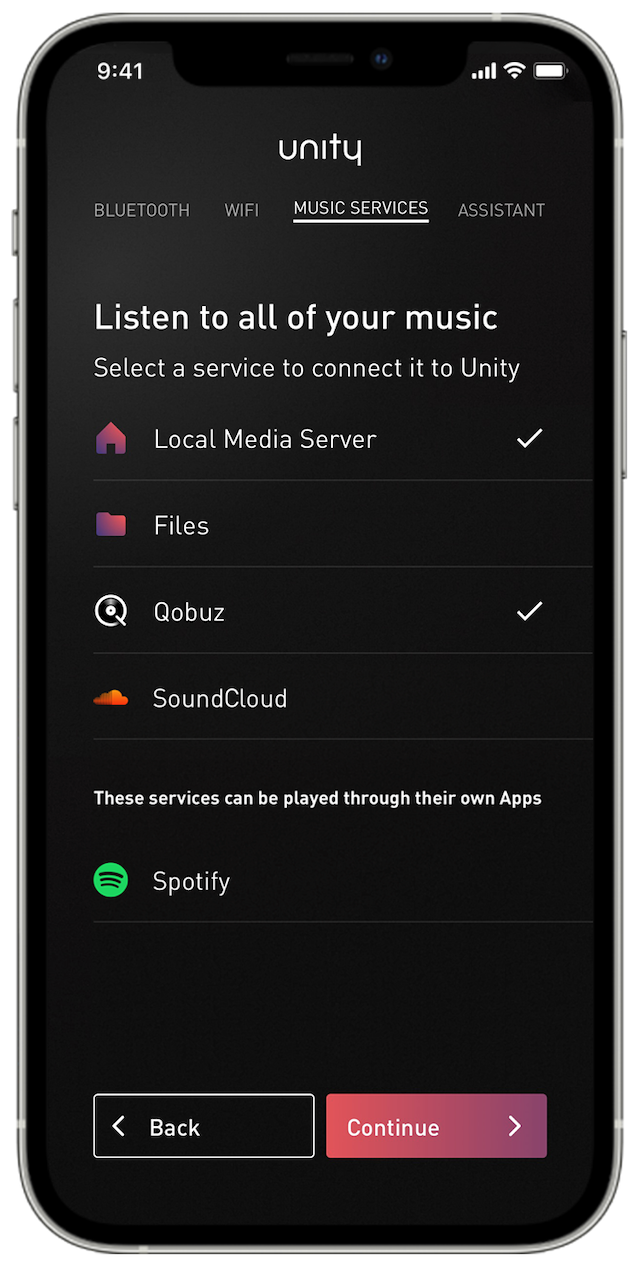 9:41
unity
BLUETOOTH WIFI MUSIC SERVICES ASSISTANT
Listen to all of your music
Select a service to connect it to Unity
Local Media Server
Files
Qobuz
SoundCloud
These services can be played through their own Apps
Spotify
Back Continue